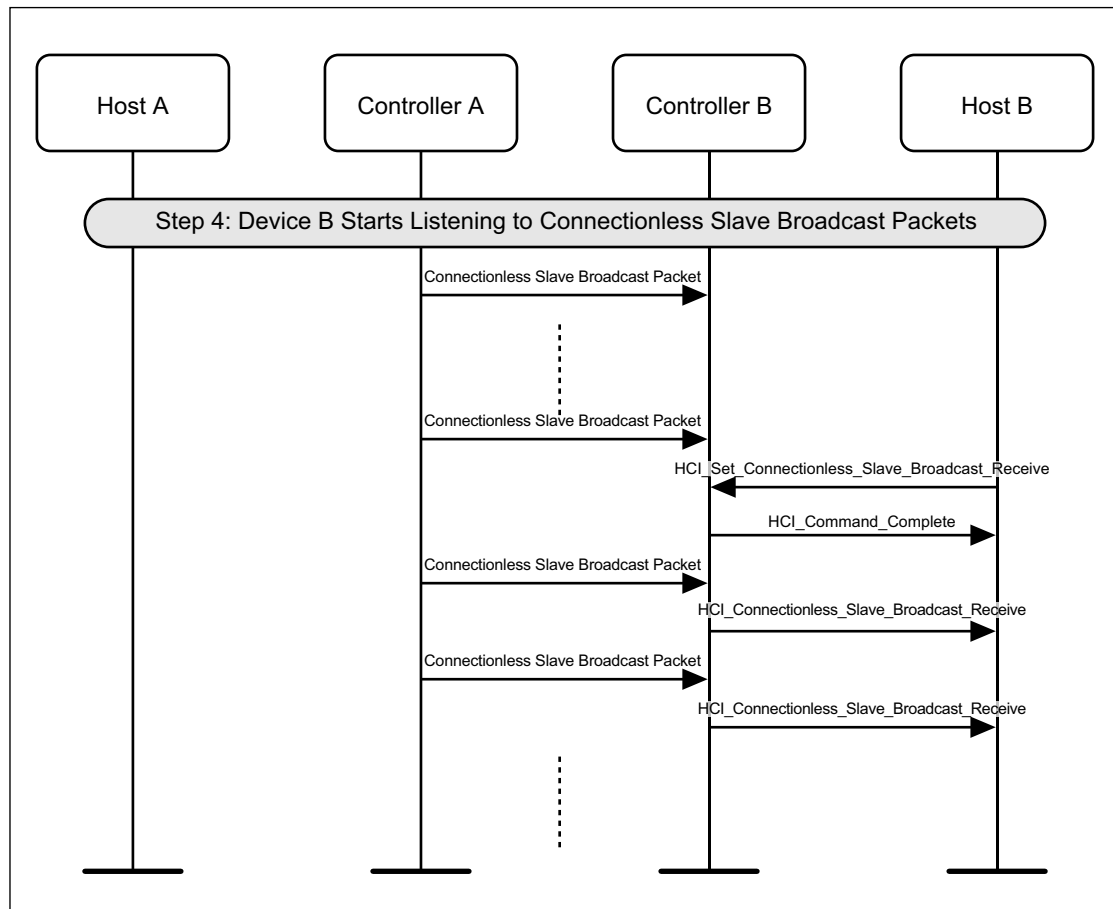 Host A
Controller A
Controller B
Host B
Step 4: Device B Starts Listening to Connectionless Slave Broadcast Packets
Connectionless Slave Broadcast Packet
Connectionless Slave Broadcast Packet
HCI_Set_Connectionless_Slave_Broadcast_Receive
HCI_Command_Complete
Connectionless Slave Broadcast Packet
HCI_Connectionless_Slave_Broadcast_Receive
Connectionless Slave Broadcast Packet
HCI_Connectionless_Slave_Broadcast_Receive